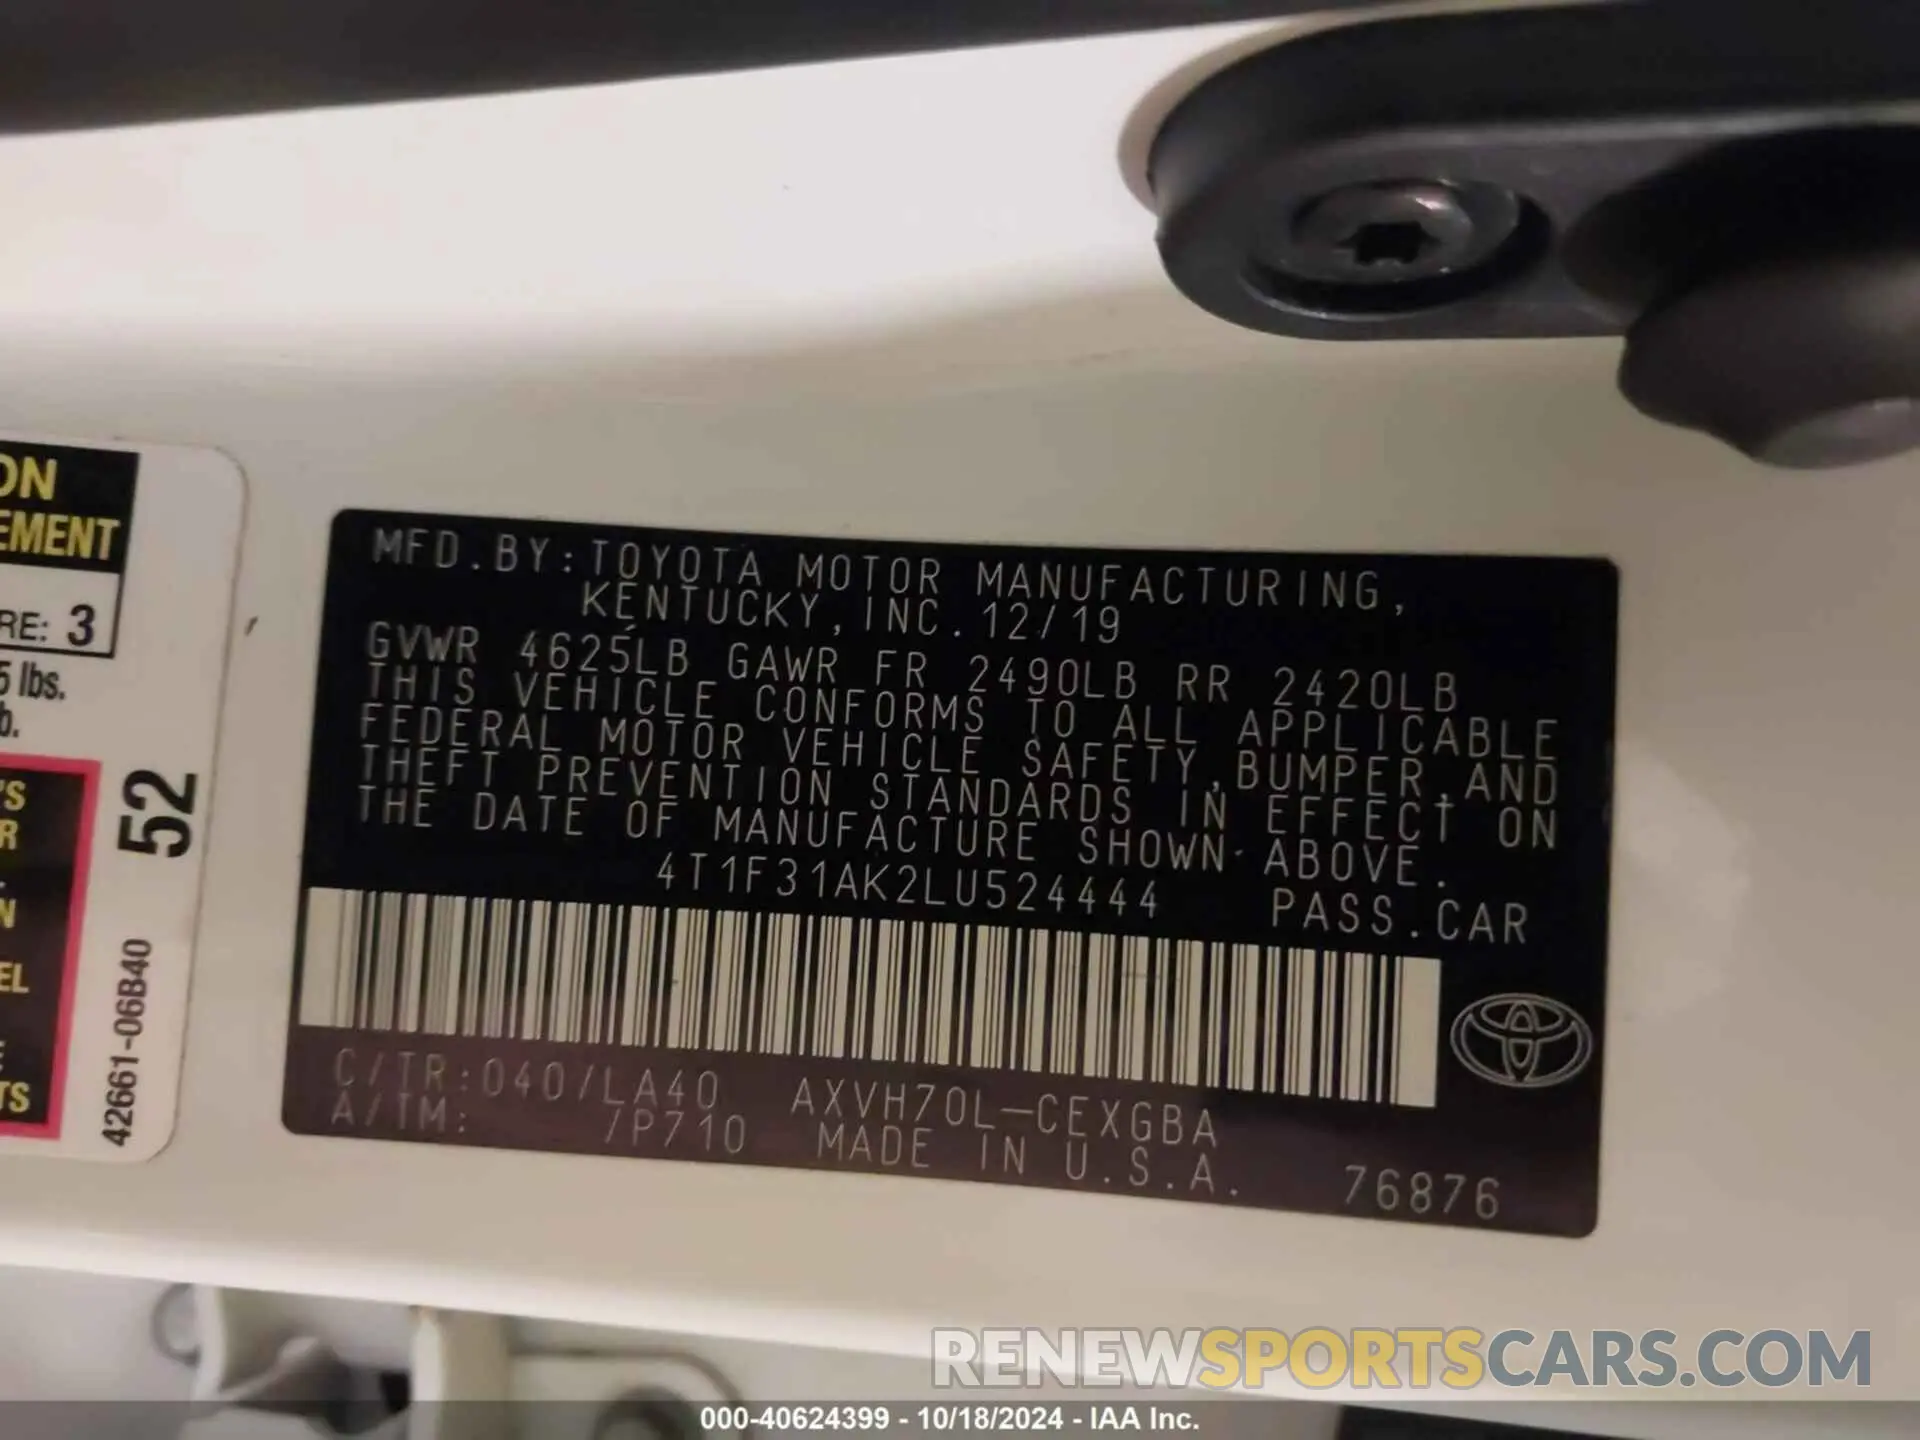 ON
EMENT
RE: 3
5 lbs.
b.
'S
R
N
EL
TS
52
42661-06B40
MFD.BY:TOYOTA MOTOR MANUFACTURING,
KENTUCKY,INC. 12/19
GVWR 4625LB GAWR FR 2490LB RR 2420LB
THIS VEHICLE CONFORMS TO ALL APPLICABLE
FEDERAL MOTOR VEHICLE SAFETY,BUMPER,AND
THEFT PREVENTION STANDARDS IN EFFECT ON
THE DATE OF MANUFACTURE SHOWN ABOVE.
4T1F31AK2LU524444 PASS.CAR
C/TR:040/LA40 AXVH70L-CEXGBA
A/TM: /P710 MADE IN U.S.A. 76876
RENEWSPORTSCARS.COM
000-40624399 - 10/18/2024 - IAA Inc.